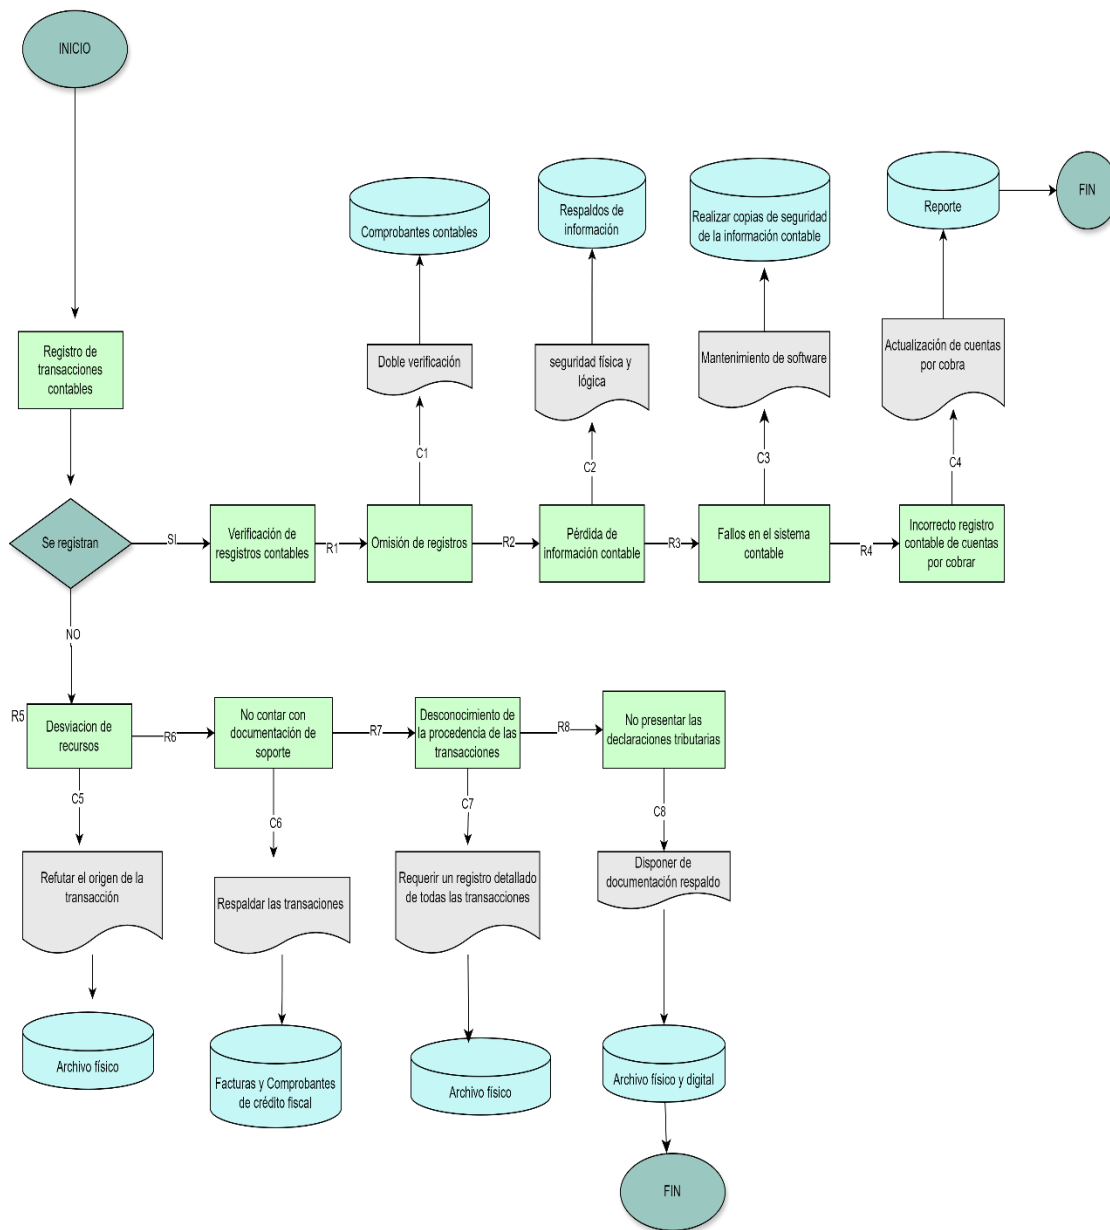 INICIO
Comprobantes contables
Respaldos de
información
Realizar copias de seguridad
de la información contable
Reporte
FIN
Registro de
transacciones
contables
Doble verificación
seguridad física y
lógica
Mantenimiento de software
Actualización de cuentas
por cobra
C1
C2
C3
C4
Se registran
SI
Verificación de
resgistros contables
R1
Omisión de registros
R2
Pérdida de
información contable
R3
Fallos en el sistema
contable
R4
Incorrecto registro
contable de cuentas
por cobrar
NO
R5
Desviacion de
recursos
R6
No contar con
documentación de
soporte
R7
Desconocimiento de
la procedencia de las
transacciones
R8
No presentar las
declaraciones tributarias
C5
C6
C7
C8
Refutar el origen de la
transacción
Respaldar las transaciones
Requerir un registro detallado
de todas las transacciones
Disponer de
documentación respaldo
Archivo físico
Facturas y Comprobantes
de crédito fiscal
Archivo físico
Archivo físico y digital
FIN